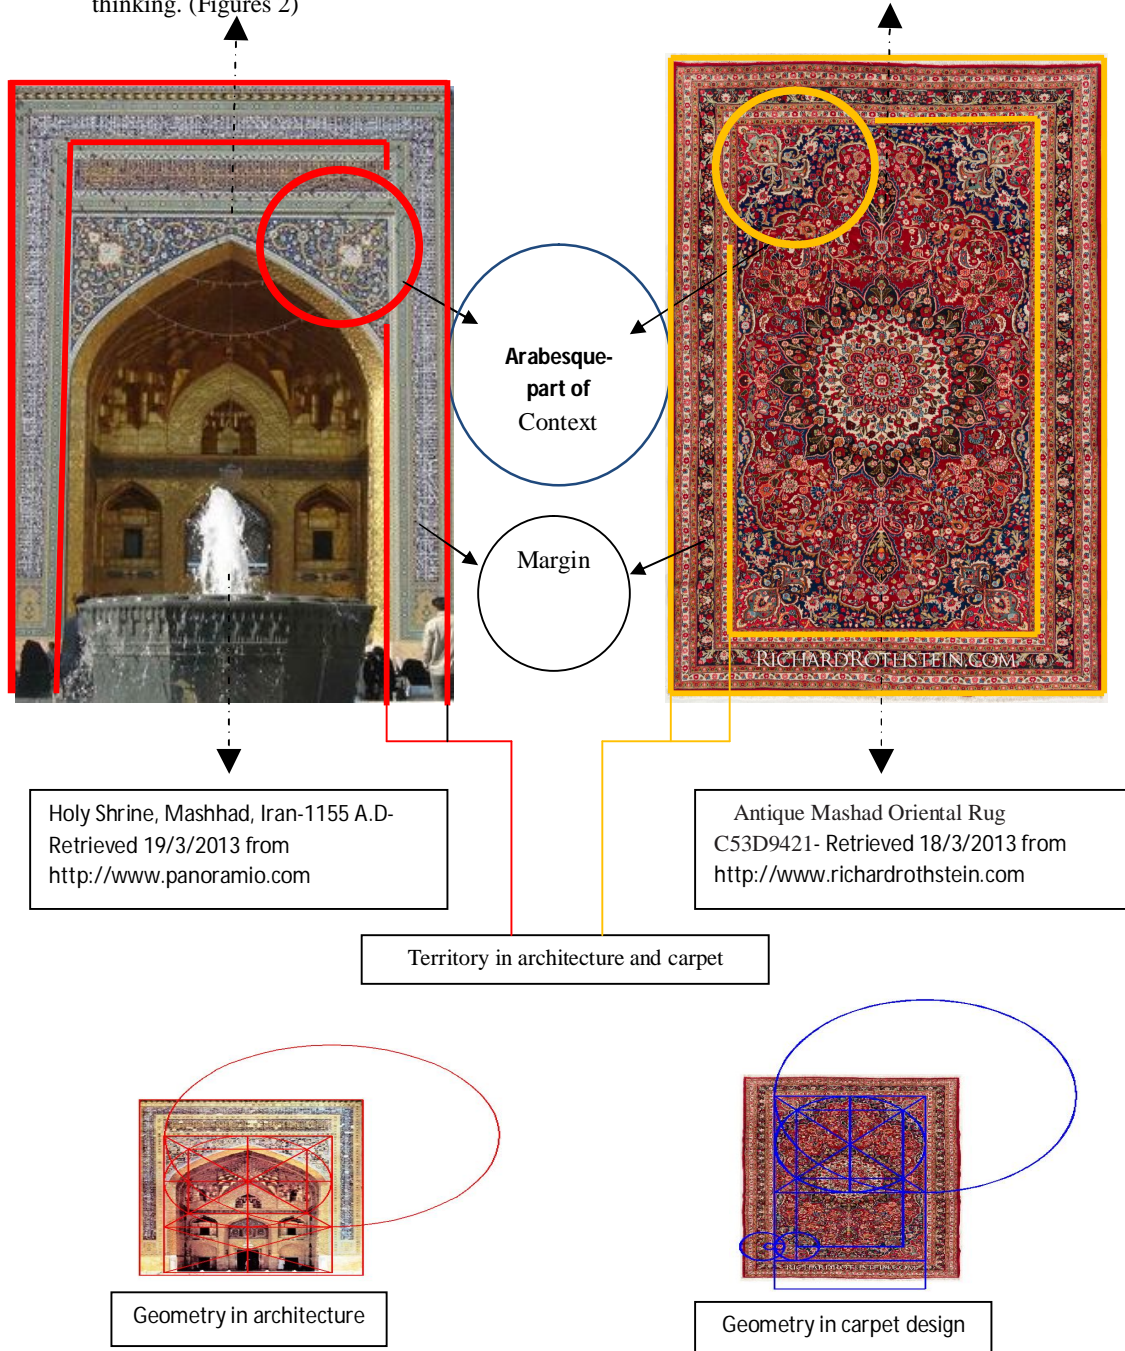 thinking. (Figures 2)
Arabesque-
part of
Context
Margin
RICHARDROTHSTEIN.COM
Holy Shrine, Mashhad, Iran-1155 A.D-
Retrieved 19/3/2013 from
http://www.panoramio.com
Antique Mashad Oriental Rug
C53D9421- Retrieved 18/3/2013 from
http://www.richardrothstein.com
Territory in architecture and carpet
RICHARDROTHSTEIN.COM
Geometry in architecture
Geometry in carpet design